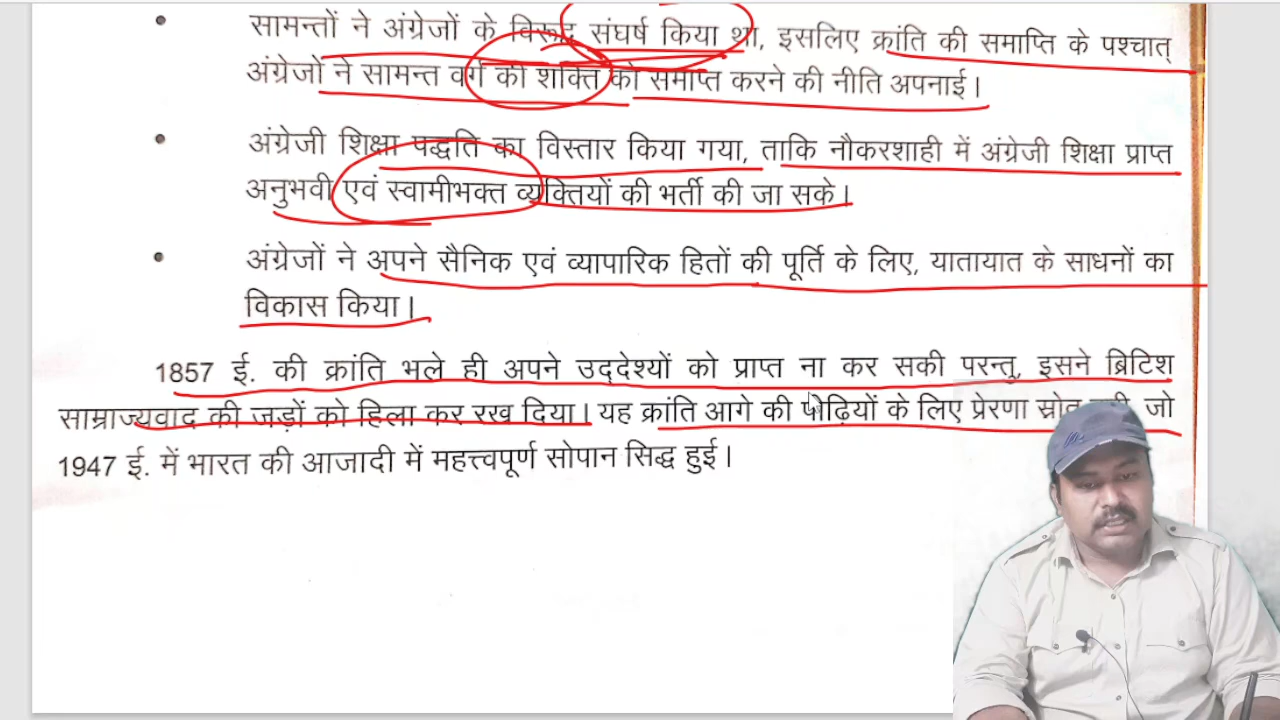 • सामन्तों ने अंग्रेजों के विरूद्ध संघर्ष किया था, इसलिए क्रांति की समाप्ति के पश्चात्
अंग्रेजों ने सामन्त वर्ग की शक्ति को समाप्त करने की नीति अपनाई।
• अंग्रेजी शिक्षा पद्धति का विस्तार किया गया, ताकि नौकरशाही में अंग्रेजी शिक्षा प्राप्त
अनुभवी एवं स्वामीभक्त व्यक्तियों की भर्ती की जा सके।
• अंग्रेजों ने अपने सैनिक एवं व्यापारिक हितों की पूर्ति के लिए, यातायात के साधनों का
विकास किया।
1857 ई. की क्रांति भले ही अपने उद्देश्यों को प्राप्त ना कर सकी परन्तु, इसने ब्रिटिश
साम्राज्यवाद की जड़ों को हिला कर रख दिया। यह क्रांति आगे की पीढ़ियों के लिए प्रेरणा स्रोत जो
1947 ई. में भारत की आजादी में महत्त्वपूर्ण सोपान सिद्ध हुई।